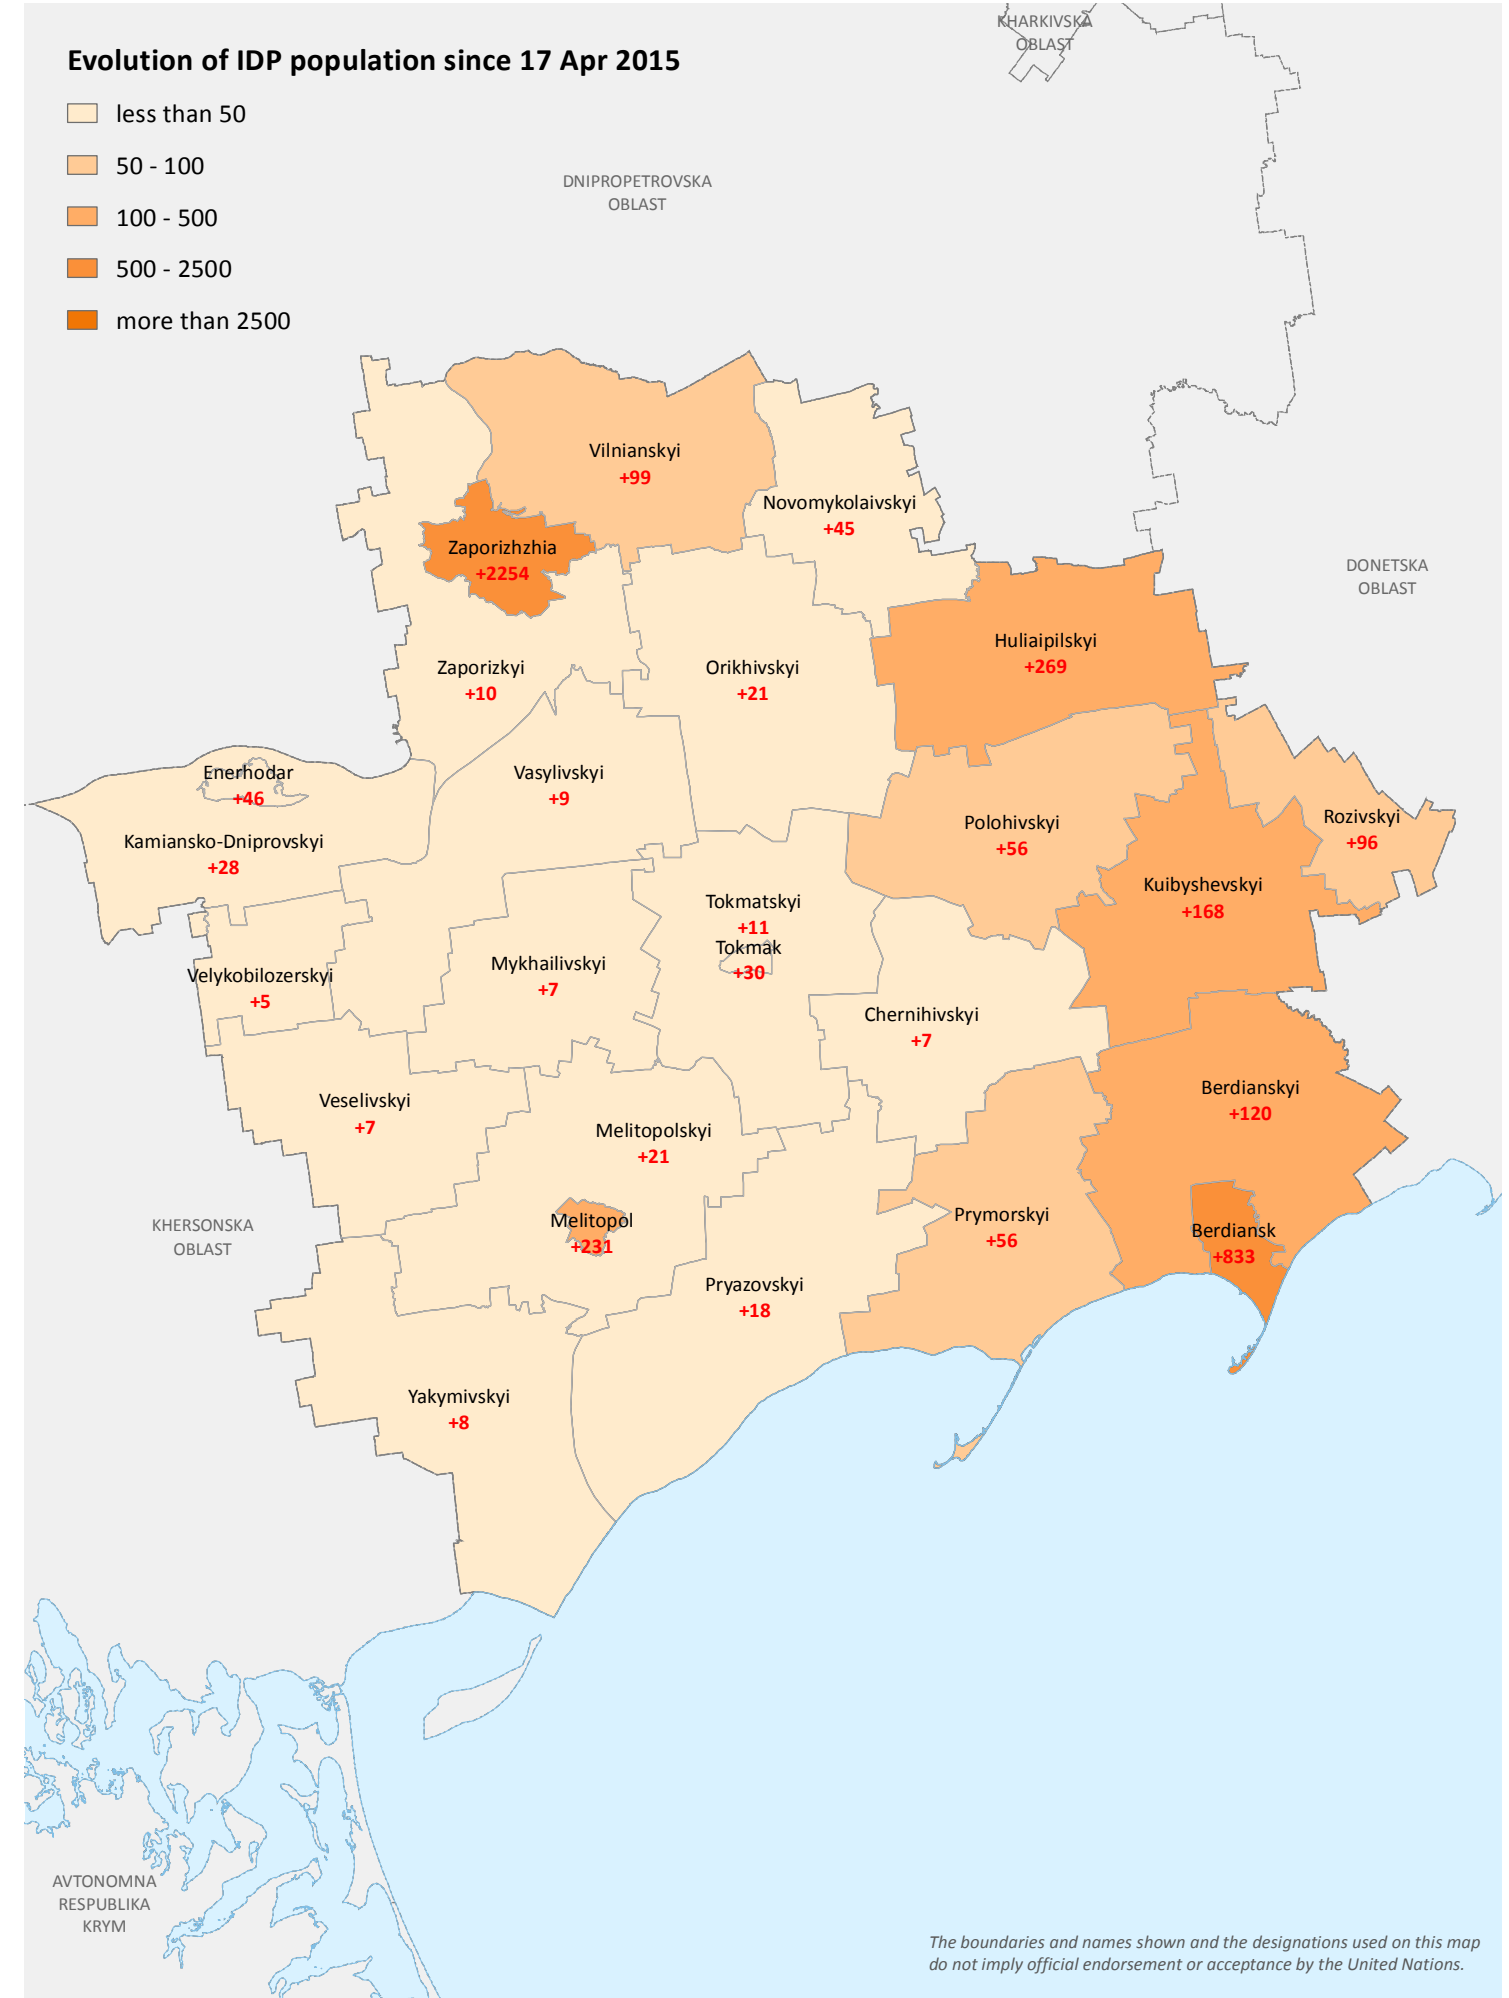 KHARKIVSKA
OBLAST
Evolution of IDP population since 17 Apr 2015
less than 50
50 - 100
100 - 500
500 - 2500
more than 2500
DNIPROPETROVSKA
OBLAST
Vilnianskyi
+99
Novomykolaivskyi
+45
Zaporizhzhia
+2254
DONETSKA
OBLAST
Huliaipilskyi
+269
Zaporizkyi
+10
Orikhivskyi
+21
Enerhodar
+46
Vasylivskyi
+9
Kamiansko-Dniprovskyi
+28
Polohivskyi
+56
Rozivskyi
+96
Kuibyshevskyi
+168
Tokmatskyi
+11
Tokmak
+30
Mykhailivskyi
+7
Velykobilozerskyi
+5
Chernihivskyi
+7
Veselivskyi
+7
Berdianskyi
+120
Melitopolskyi
+21
Melitopol
+231
KHERSONSKA
OBLAST
Prymorskyi
+56
Berdiansk
+833
Pryazovskyi
+18
Yakymivskyi
+8
AVTONOMNA
RESPUBLIKA
KRYM
The boundaries and names shown and the designations used on this map
do not imply official endorsement or acceptance by the United Nations.